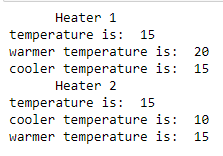 Heater 1
temperature is:  15
warmer temperature is:  20
cooler temperature is:  15
Heater 2
temperature is:  15
cooler temperature is:  10
warmer temperature is:  15